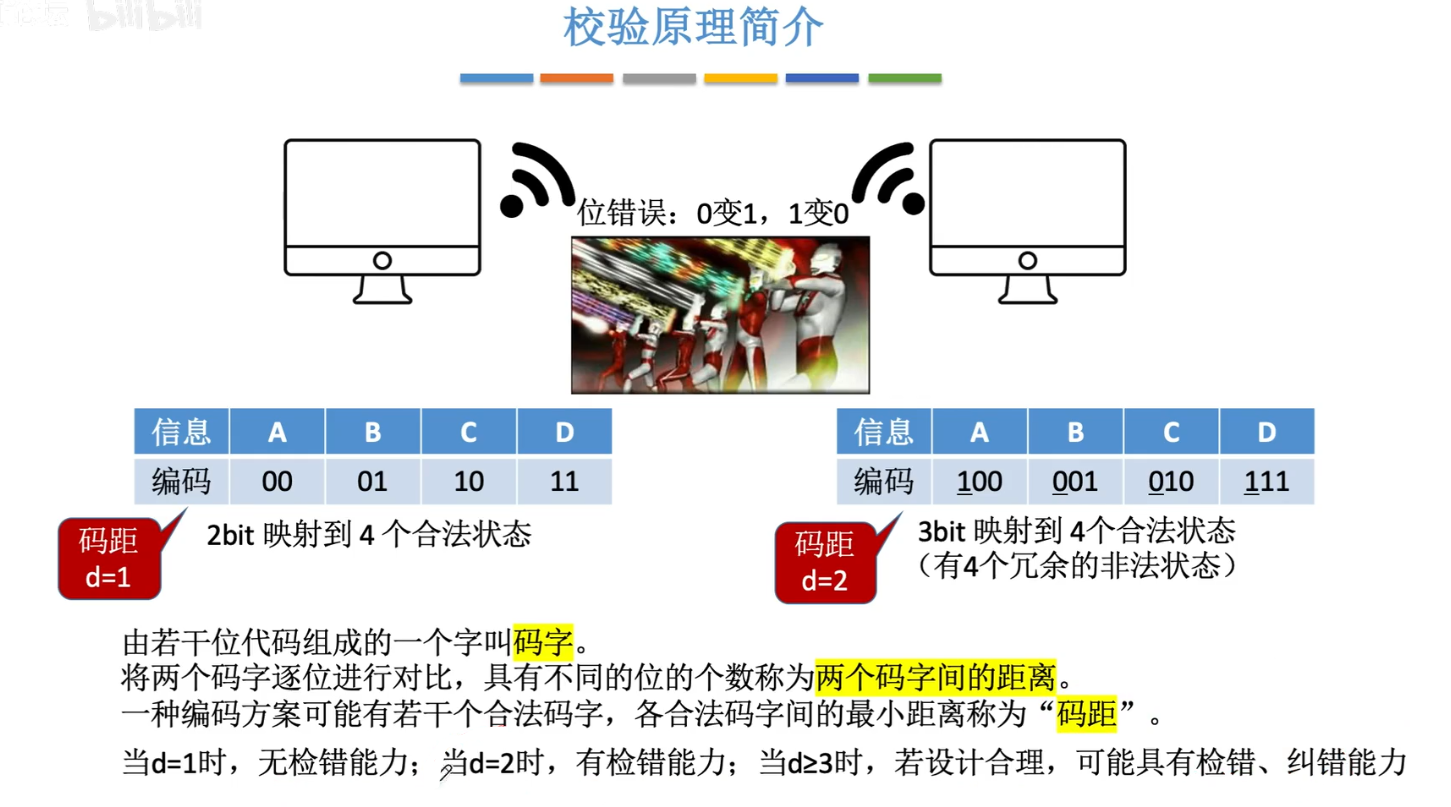 bilibili
校验原理简介
位错误：0变1，1变0
信息 A B C D
编码 00 01 10 11
码距
d=1
2bit 映射到 4 个合法状态
信息 A B C D
编码 100 001 010 111
码距
d=2
3bit 映射到 4个合法状态
（有4个冗余的非法状态）
由若干位代码组成的一个字叫码字。
将两个码字逐位进行对比，具有不同的位的个数称为两个码字间的距离。
一种编码方案可能有若干个合法码字，各合法码字间的最小距离称为“码距”。
当d=1时，无检错能力；当d=2时，有检错能力；当d≥3时，若设计合理，可能具有检错、纠错能力